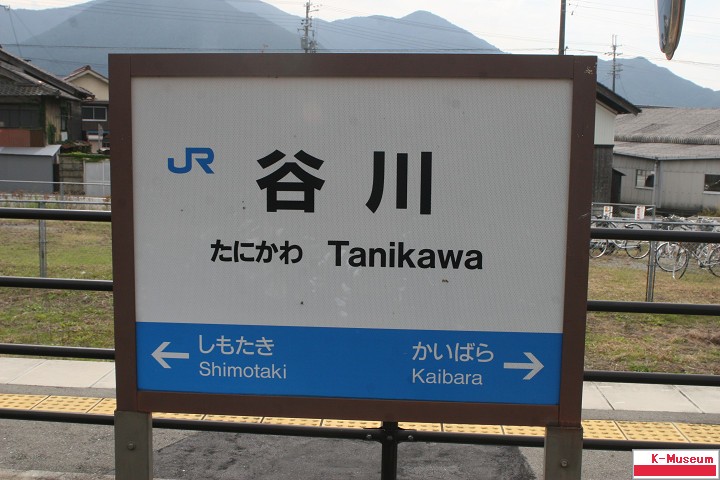 JR
谷川
たにかわ Tanikawa
← しもたき
Shimotaki
かいばら →
Kaibara
K-Museum